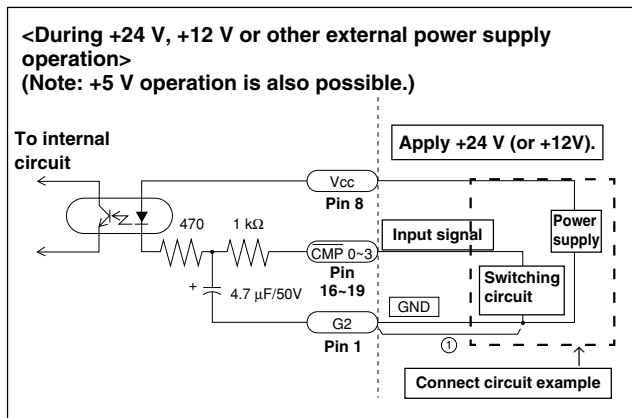 <During +24 V, +12 V or other external power supply
operation>
(Note: +5 V operation is also possible.)
To internal
circuit
Apply +24 V (or +12V).
Vcc
Pin 8
470
1 kΩ
CMP 0~3
Pin
16~19
Input signal
Power
supply
Switching
circuit
+
4.7 µF/50V
GND
G2
Pin 1
①
Connect circuit example